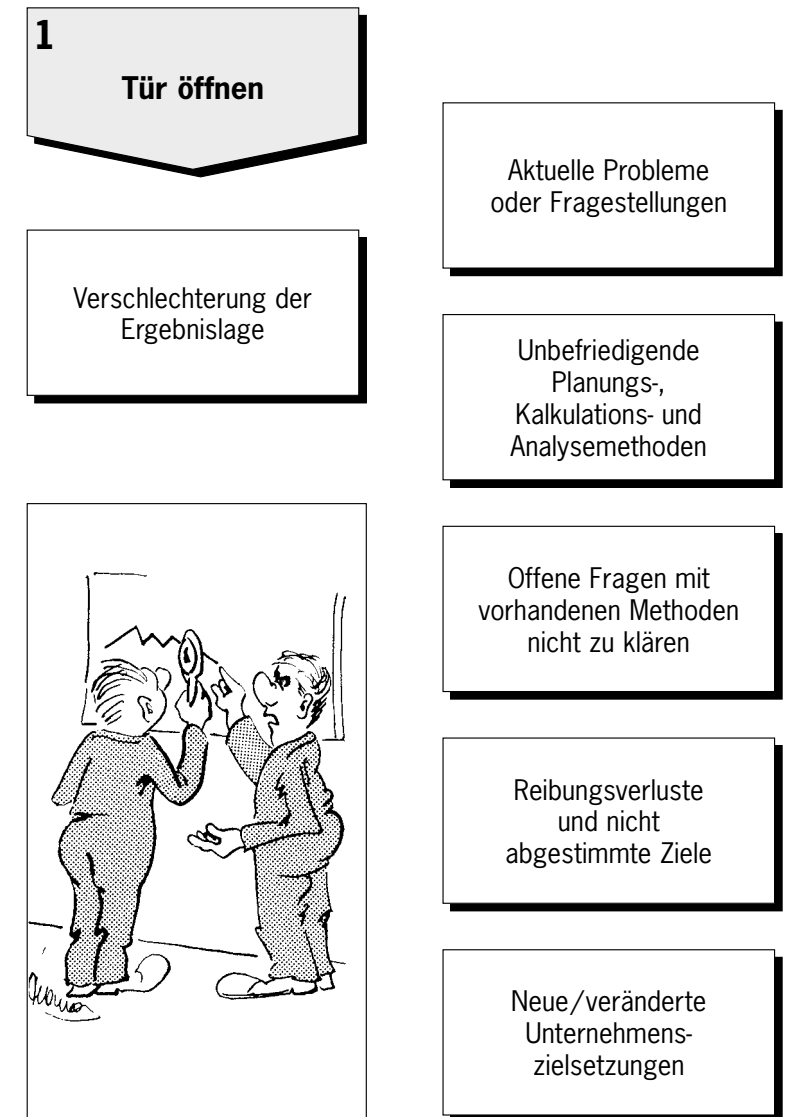 1
Tür öffnen
Verschlechterung der
Ergebnislage
Aktuelle Probleme
oder Fragestellungen
Unbefriedigende
Planungs-,
Kalkulations- und
Analysemethoden
Offene Fragen mit
vorhandenen Methoden
nicht zu klären
Reibungsverluste
und nicht
abgestimmte Ziele
Neue/veränderte
Unternehmens-
zielsetzungen